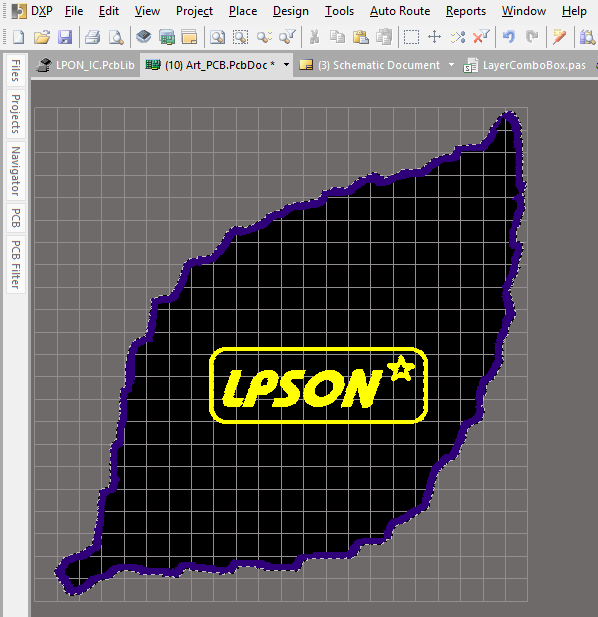 DXP File Edit View Project Place Design Tools Auto Route Reports Window Help
LPON_IC.PcbLib (10) Art_PCB.PcbDoc * (3) Schematic Document LayerComboBox.pas
Files
Projects
Navigator
PCB
PCB Filter
LPSON